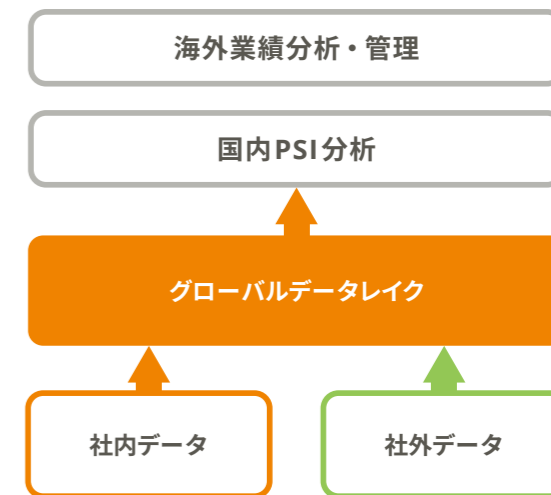 海外業績分析・管理
国内PSI分析
グローバルデータレイク
社内データ
社外データ